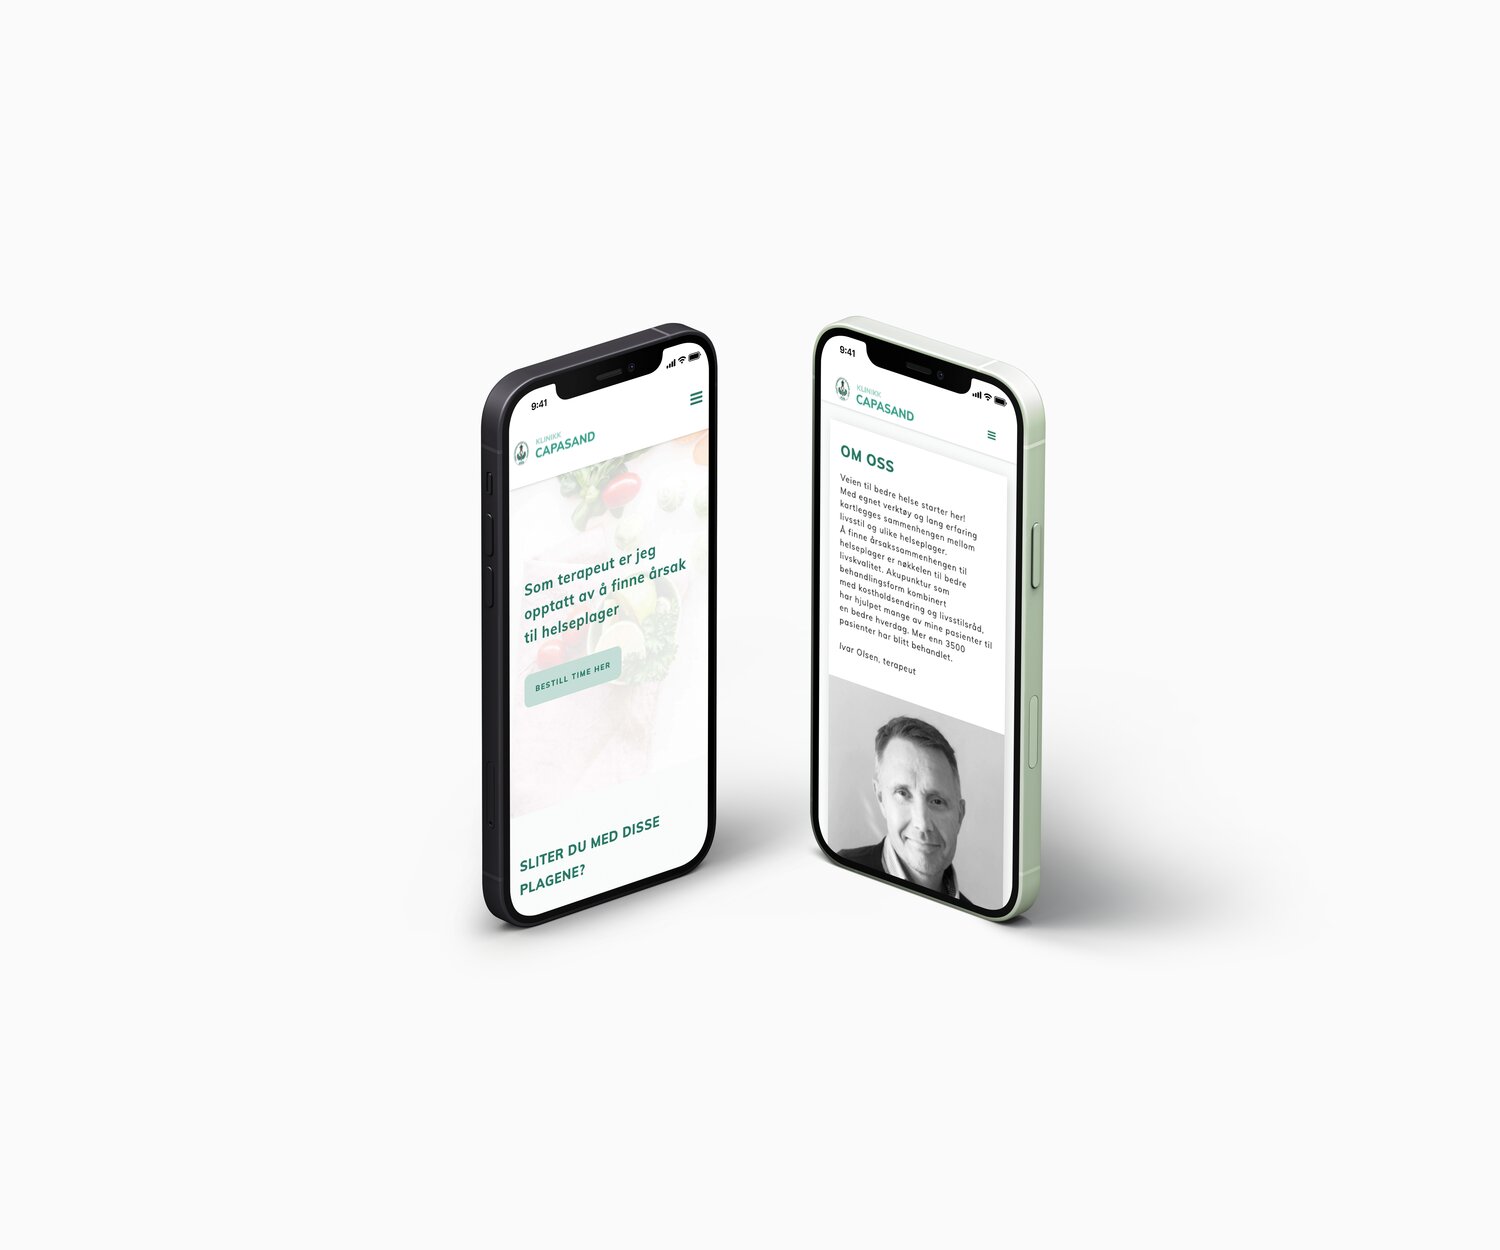 9:41
KLINIKK
CAPASAND
Som terapeut er jeg
opptatt av å finne årsak
til helseplager
BESTILL TIME HER
SLITER DU MED DISSE
PLAGENE?
9:41
KLINIKK
CAPASAND
OM OSS
Veien til bedre helse starter her!
Med egnet verktøy og lang erfaring
kartlegges sammenhengen mellom
livsstil og ulike helseplager.
Å finne årsakssammenhengen til
helseplager er nøkkelen til bedre
livskvalitet. Akupunktur som
behandlingsform kombinert
med kostholdsendring og livsstilsråd,
har hjulpet mange av mine pasienter til
en bedre hverdag. Mer enn 3500
pasienter har blitt behandlet.
Ivar Olsen, terapeut